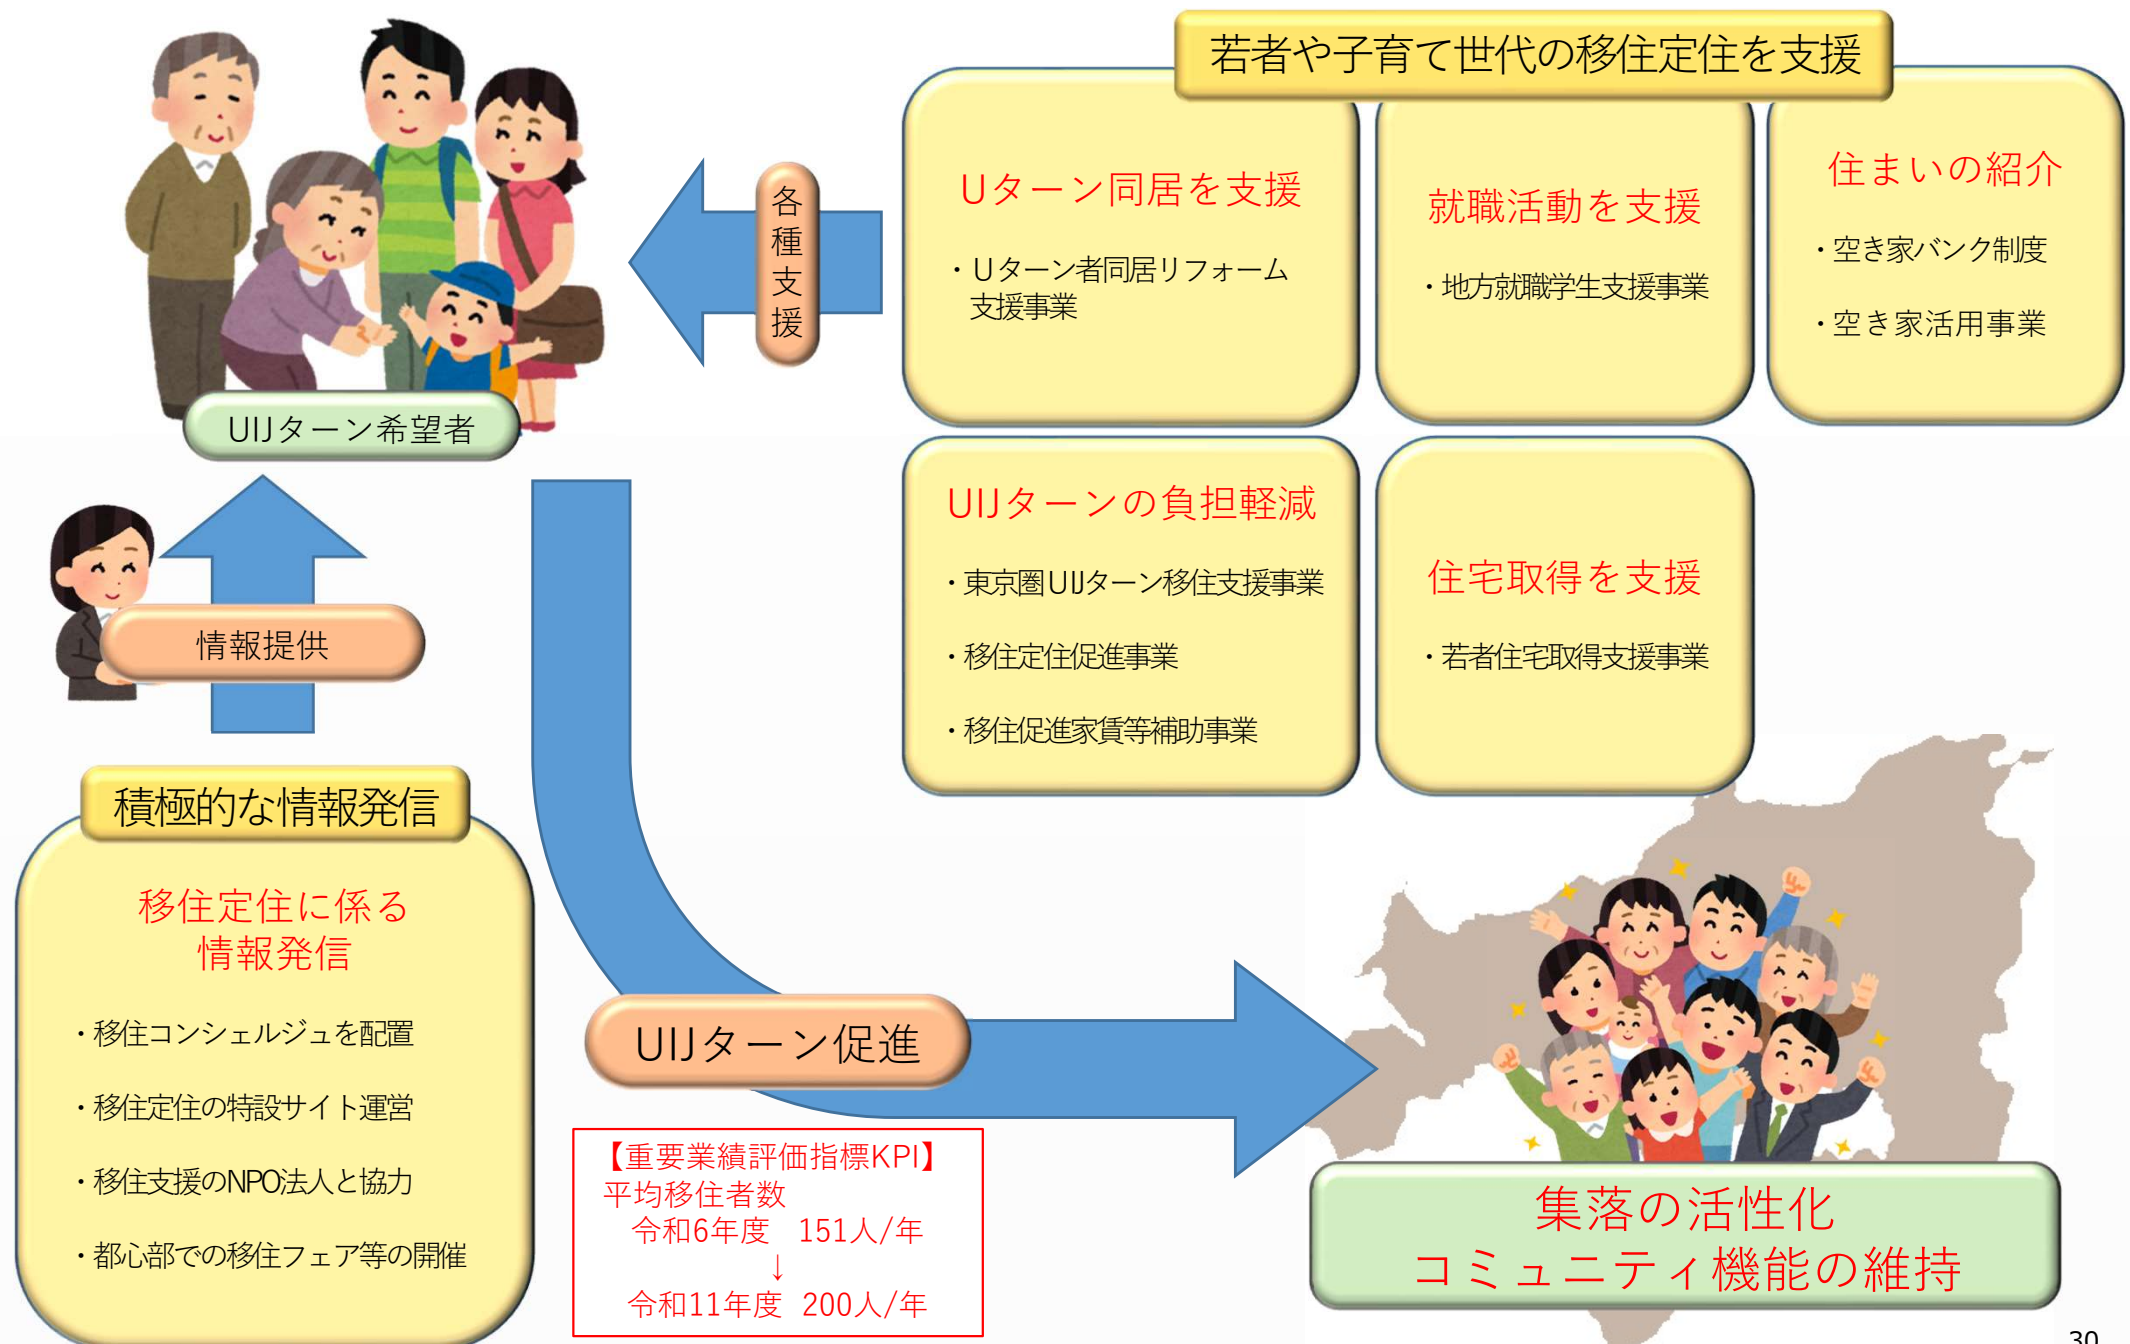 若者や子育て世代の移住定住を支援
Uターン同居を支援
・Uターン者同居リフォーム
支援事業
就職活動を支援
・地方就職学生支援事業
住まいの紹介
・空き家バンク制度
・空き家活用事業
各種支援
UIJターン希望者
UIJターンの負担軽減
・東京圏UIJターン移住支援事業
・移住定住促進事業
・移住促進家賃等補助事業
住宅取得を支援
・若者住宅取得支援事業
情報提供
積極的な情報発信
移住定住に係る
情報発信
・移住コンシェルジュを配置
・移住定住の特設サイト運営
・移住支援のNPO法人と協力
・都心部での移住フェア等の開催
UIJターン促進
【重要業績評価指標KPI】
平均移住者数
令和6年度 151人/年
↓
令和11年度 200人/年
集落の活性化
コミュニティ機能の維持
30